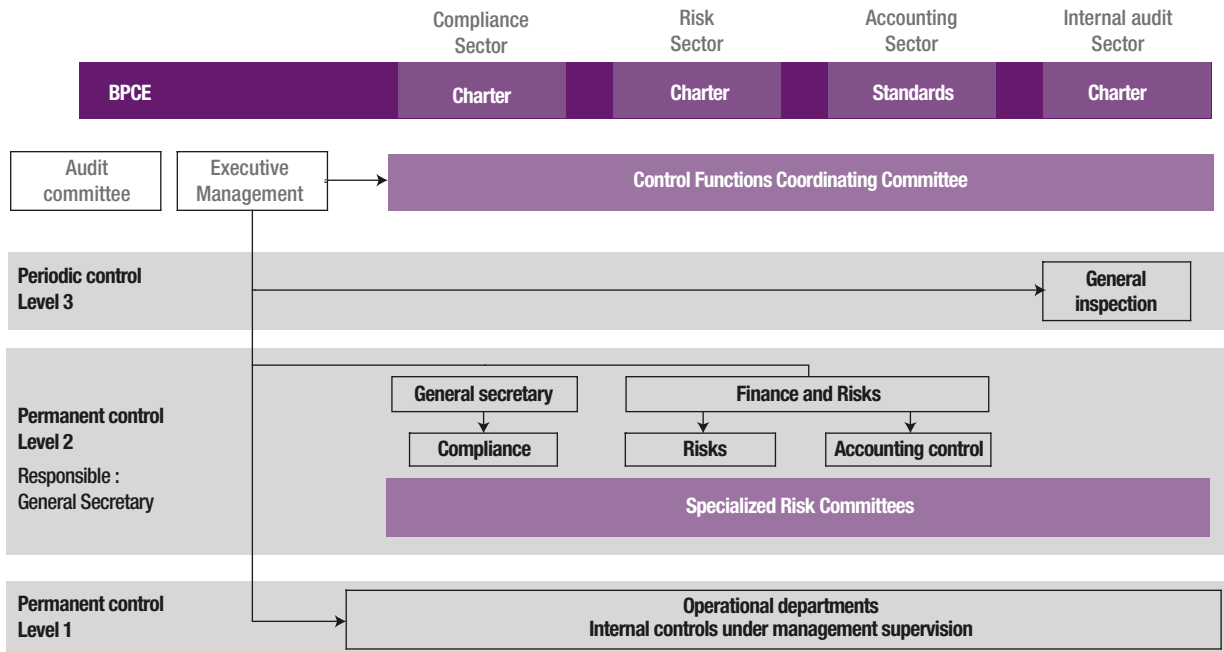 Compliance
Sector
Risk
Sector
Accounting
Sector
Internal audit
Sector
BPCE
Charter
Charter
Standards
Charter
Audit
committee
Executive
Management
Control Functions Coordinating Committee
Periodic control
Level 3
General
inspection
Permanent control
Level 2
Responsible :
General Secretary
General secretary
Finance and Risks
Compliance
Risks
Accounting control
Specialized Risk Committees
Permanent control
Level 1
Operational departments
Internal controls under management supervision